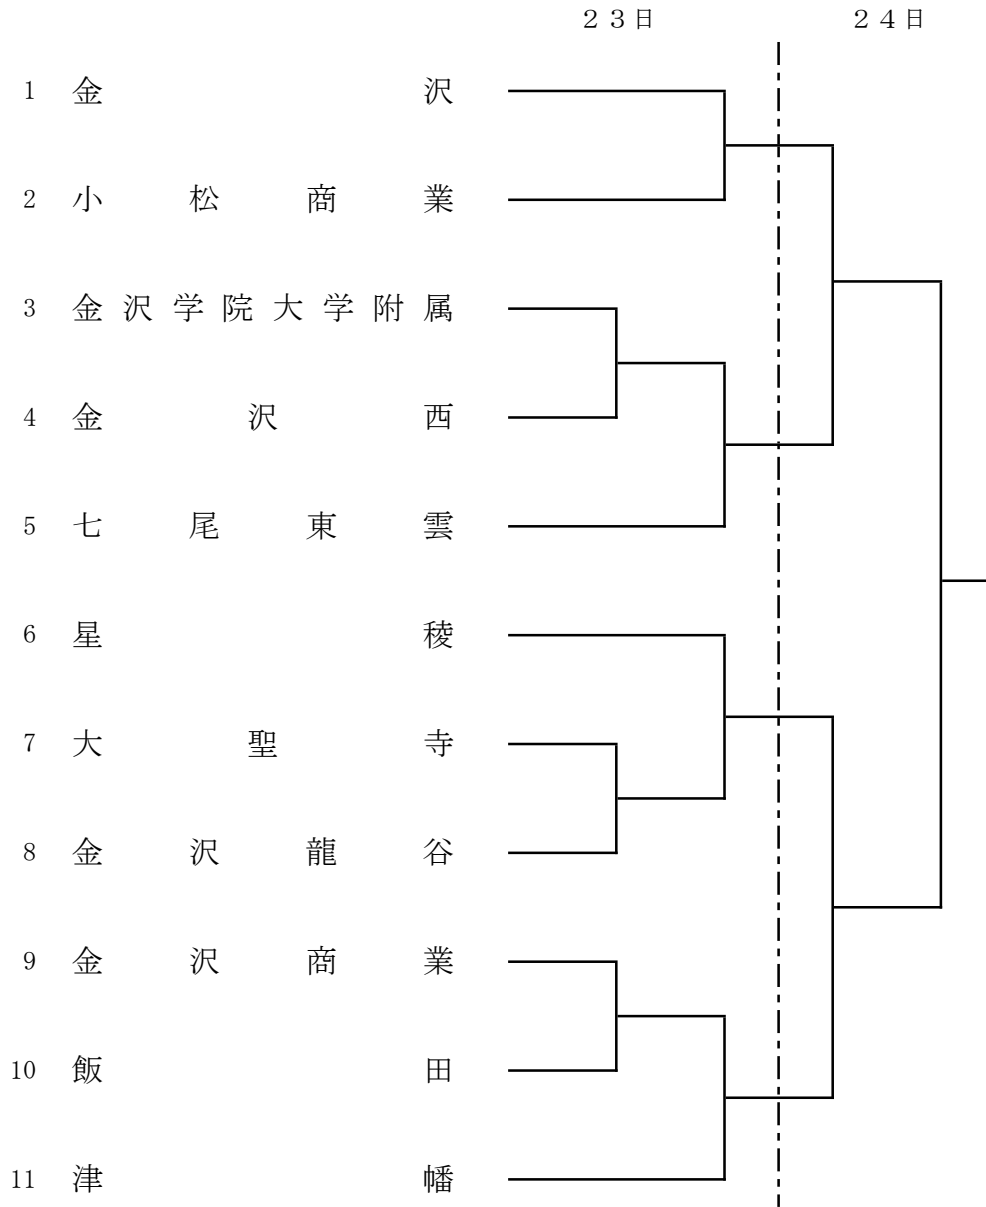 ２３日 ２４日
1 金沢
2 小松商業
3 金沢学院大学附属
4 金沢西
5 七尾東雲
6 星稜
7 大聖寺
8 金沢龍谷
9 金沢商業
10 飯田
11 津幡